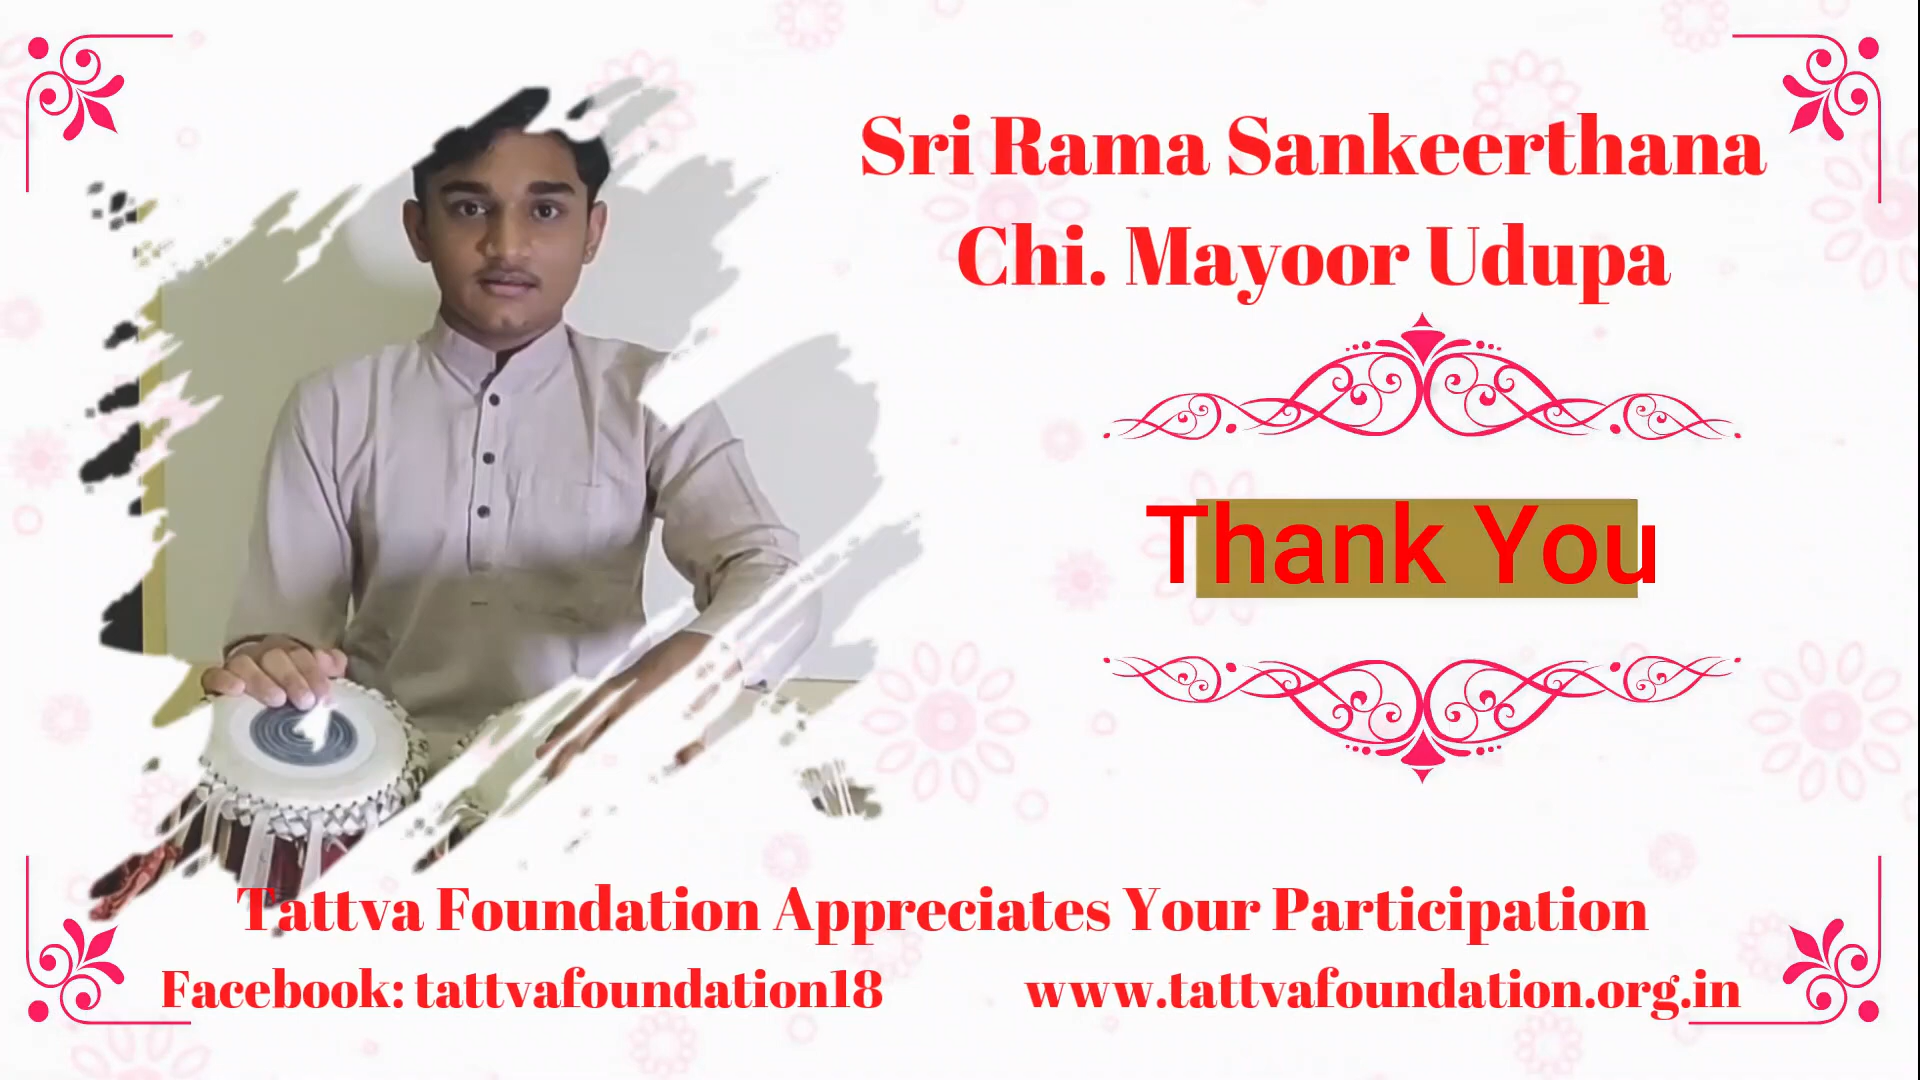 Sri Rama Sankeerthana
Chi. Mayoor Udupa
Thank You
Tattva Foundation Appreciates Your Participation
Facebook: tattvafoundation18
www.tattvafoundation.org.in